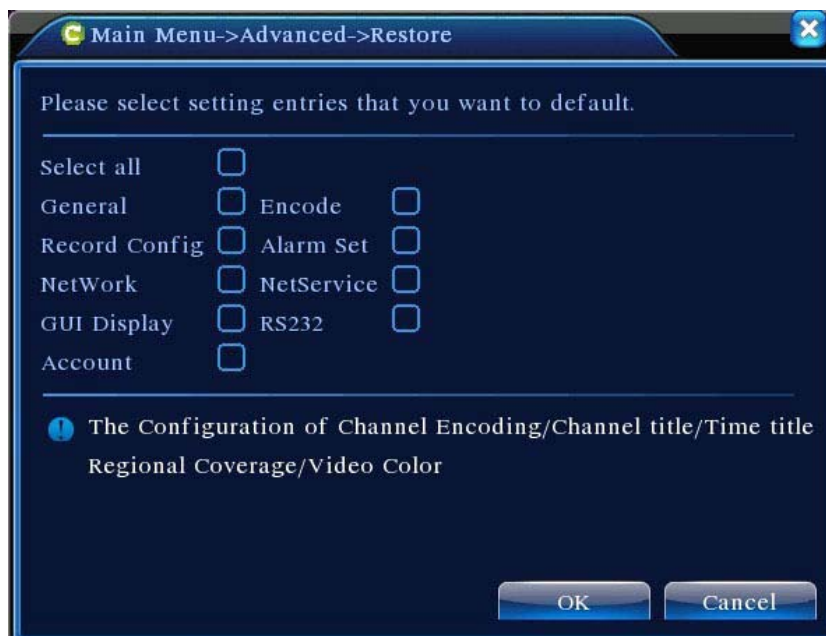 Main Menu->Advanced->Restore
Please select setting entries that you want to default.
Select all
General Encode
Record Config Alarm Set
NetWork NetService
GUI Display RS232
Account
The Configuration of Channel Encoding/Channel title/Time title
Regional Coverage/Video Color
OK Cancel